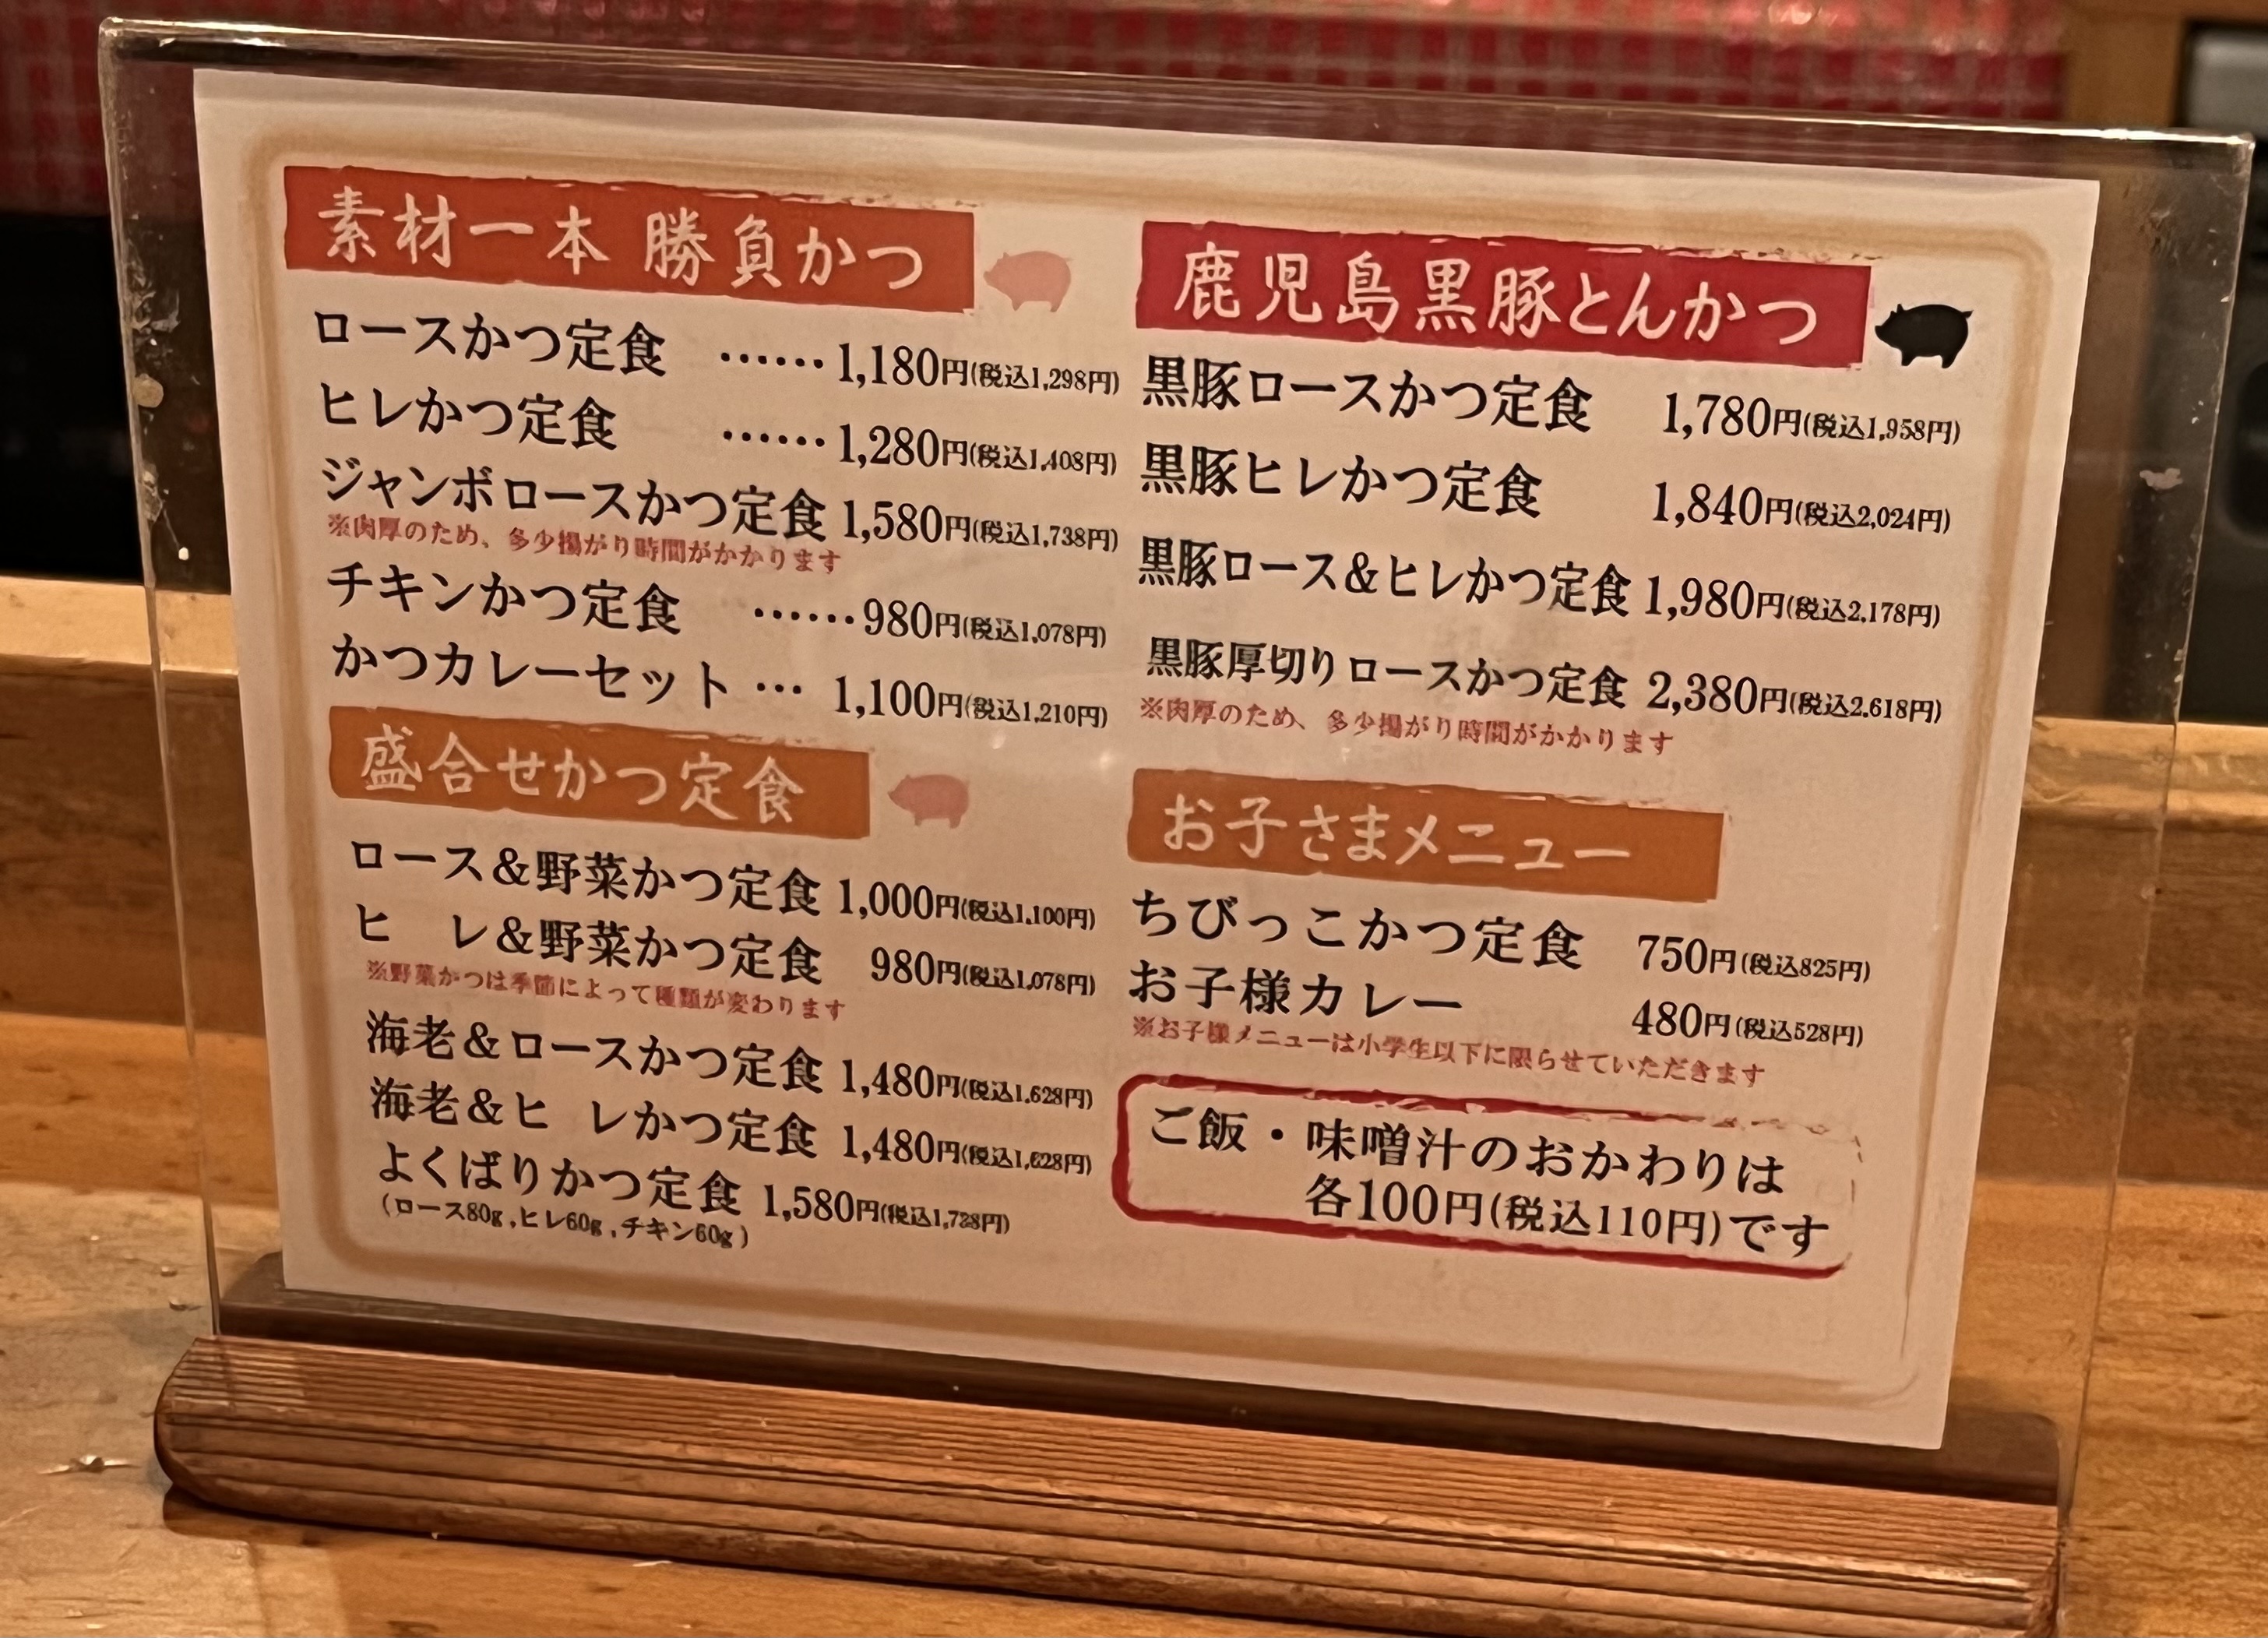 素材一本 勝負かつ
ロースかつ定食 ……1,180円(税込1,298円)
ヒレかつ定食 ……1,280円(税込1,408円)
ジャンボロースかつ定食 1,580円(税込1,738円)
※肉厚のため、多少揚がり時間がかかります
チキンかつ定食 ……980円(税込1,078円)
かつカレーセット … 1,100円(税込1,210円)
盛合せかつ定食
ロース&野菜かつ定食 1,000円(税込1,100円)
ヒ レ&野菜かつ定食 980円(税込1,078円)
※野菜かつは季節によって種類が変わります
海老&ロースかつ定食 1,480円(税込1,628円)
海老&ヒ レかつ定食 1,480円(税込1,628円)
よくばりかつ定食 1,580円(税込1,738円)
(ロース80g,ヒレ60g,チキン60g)
鹿児島黒豚とんかつ
黒豚ロースかつ定食 1,780円(税込1,958円)
黒豚ヒレかつ定食 1,840円(税込2,024円)
黒豚ロース&ヒレかつ定食 1,980円(税込2,178円)
黒豚厚切りロースかつ定食 2,380円(税込2,618円)
※肉厚のため、多少揚がり時間がかかります
お子さまメニュー
ちびっこかつ定食 750円(税込825円)
お子様カレー 480円(税込528円)
※お子様メニューは小学生以下に限らせていただきます
ご飯・味噌汁のおかわりは
各100円(税込110円)です